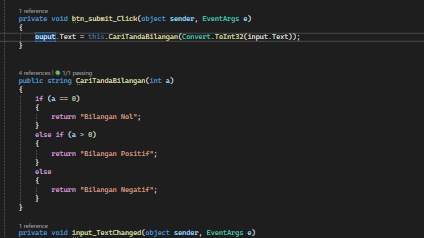 1 reference
private void btn_submit_Click(object sender, EventArgs e)
{
ouput.Text = this.CariTandaBilangan(Convert.ToInt32(input.Text));
}
4 references | 1/1 passing
public string CariTandaBilangan(int a)
{
if (a == 0)
{
return "Bilangan Nol";
}
else if (a > 0)
{
return "Bilangan Positif";
}
else
{
return "Bilangan Negatif";
}
}
1 reference
private void input_TextChanged(object sender, EventArgs e)